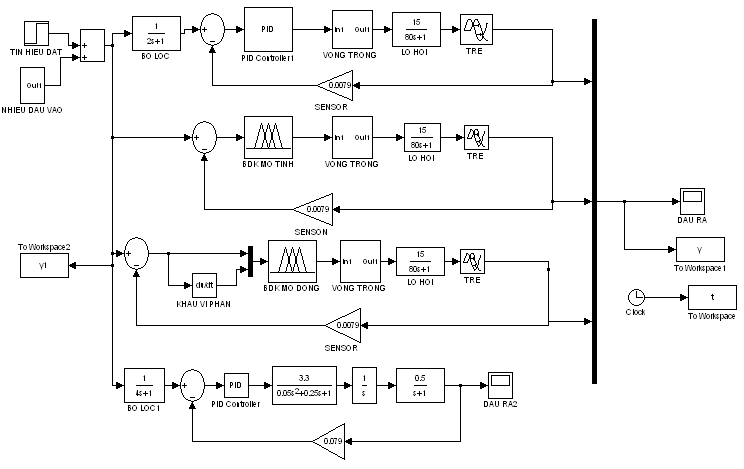 TIN HIEU DAT
Out1
NHIEU DAU VAO
1
2s+1
BO LOC
PID
PID Controller1
In1 Out1
VONG TRONG
15
80s+1
LO HOI
TRE
0.0079
SENSOR
BDK MO TINH
In1 Out1
VONG TRONG
15
80s+1
LO HOI
TRE
0.0079
SENSON
To Workspace2
y1
du/dt
KHAU VI PHAN
BDK MO DONG
In1 Out1
VONG TRONG
15
80s+1
LO HOI
TRE
0.0079
SENSOR
DAU RA
y
To Workspace1
Clock
t
To Workspace
1
4s+1
BO LOC1
PID
PID Controller
3.3
0.05s²+0.25s+1
1
s
0.5
s+1
DAU RA2
0.079